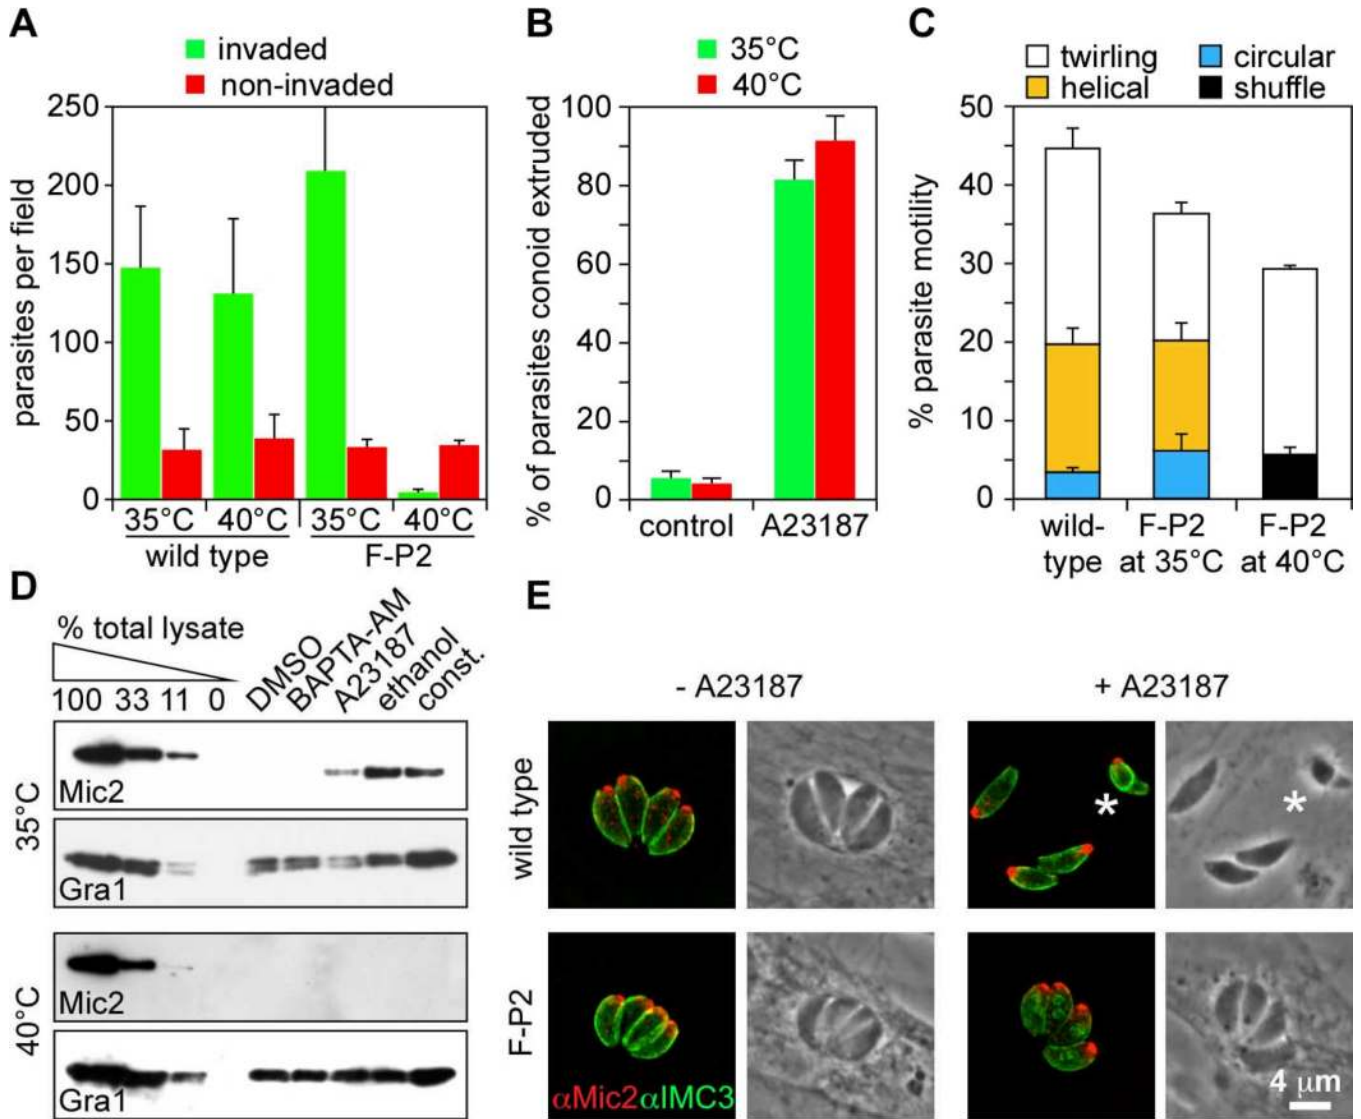 A
invaded
non-invaded
parasites per field
250
200
150
100
50
0
35°C 40°C 35°C 40°C
wild type F-P2
B
35°C
40°C
% of parasites conoid extruded
100
80
60
40
20
0
control A23187
C
twirling circular
helical shuffle
% parasite motility
50
40
30
20
10
0
wild-type F-P2 at 35°C F-P2 at 40°C
D
% total lysate
100 33 11 0
DMSO
BAPTA-AM
A23187
ethanol
const.
35°C
Mic2
Gra1
40°C
Mic2
Gra1
E
- A23187 + A23187
wild type
* *
F-P2
αMic2 αIMC3
4 μm